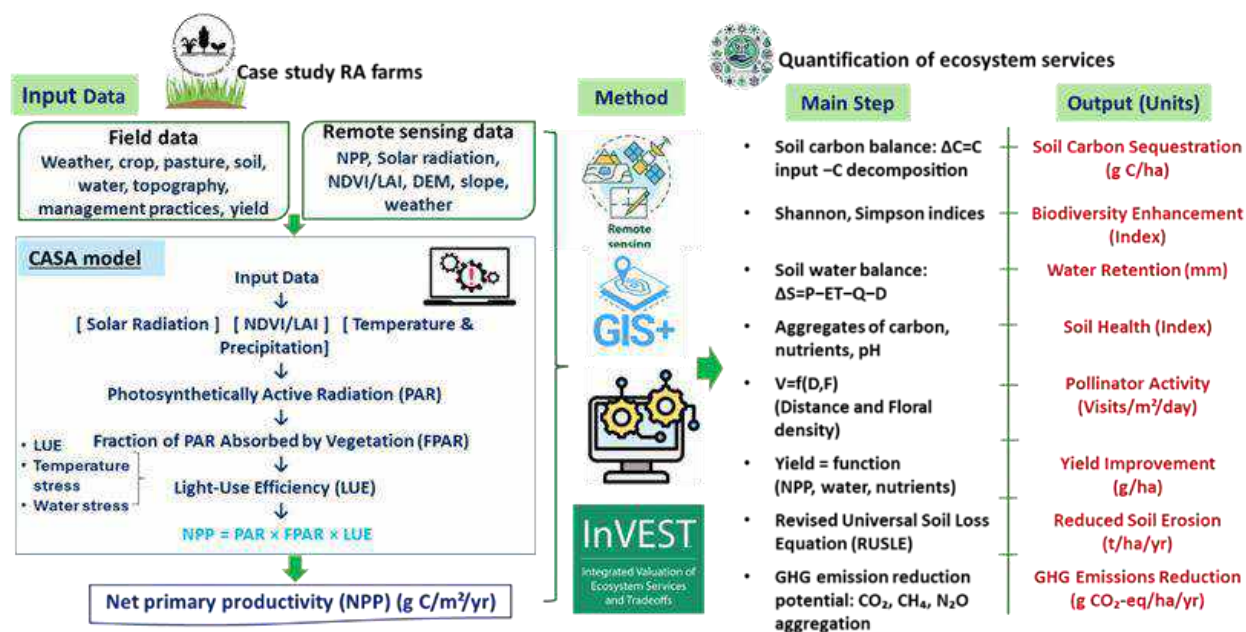 Case study RA farms
Quantification of ecosystem services
Input Data
Method
Main Step
Output (Units)
Field data
Weather, crop, pasture, soil,
water, topography,
management practices, yield
Remote sensing data
NPP, Solar radiation,
NDVI/LAI, DEM, slope,
weather
CASA model
Input Data
↓
[ Solar Radiation ] [ NDVI/LAI ] [ Temperature &
Precipitation]
↓
Photosynthetically Active Radiation (PAR)
↓
Fraction of PAR Absorbed by Vegetation (FPAR)
↓
Light-Use Efficiency (LUE)
↓
NPP = PAR × FPAR × LUE
• LUE
• Temperature
stress
• Water stress
Net primary productivity (NPP) (g C/m²/yr)
Remote
sensing
GIS+
InVEST
Integrated Valuation of
Ecosystem Services
and Tradeoffs
• Soil carbon balance: ΔC=C
input −C decomposition
Soil Carbon Sequestration
(g C/ha)
• Shannon, Simpson indices
Biodiversity Enhancement
(Index)
• Soil water balance:
ΔS=P−ET−Q−D
Water Retention (mm)
• Aggregates of carbon,
nutrients, pH
Soil Health (Index)
• V=f(D,F)
(Distance and Floral
density)
Pollinator Activity
(Visits/m²/day)
• Yield = function
(NPP, water, nutrients)
Yield Improvement
(g/ha)
• Revised Universal Soil Loss
Equation (RUSLE)
Reduced Soil Erosion
(t/ha/yr)
• GHG emission reduction
potential: CO₂, CH₄, N₂O
aggregation
GHG Emissions Reduction
(g CO₂-eq/ha/yr)